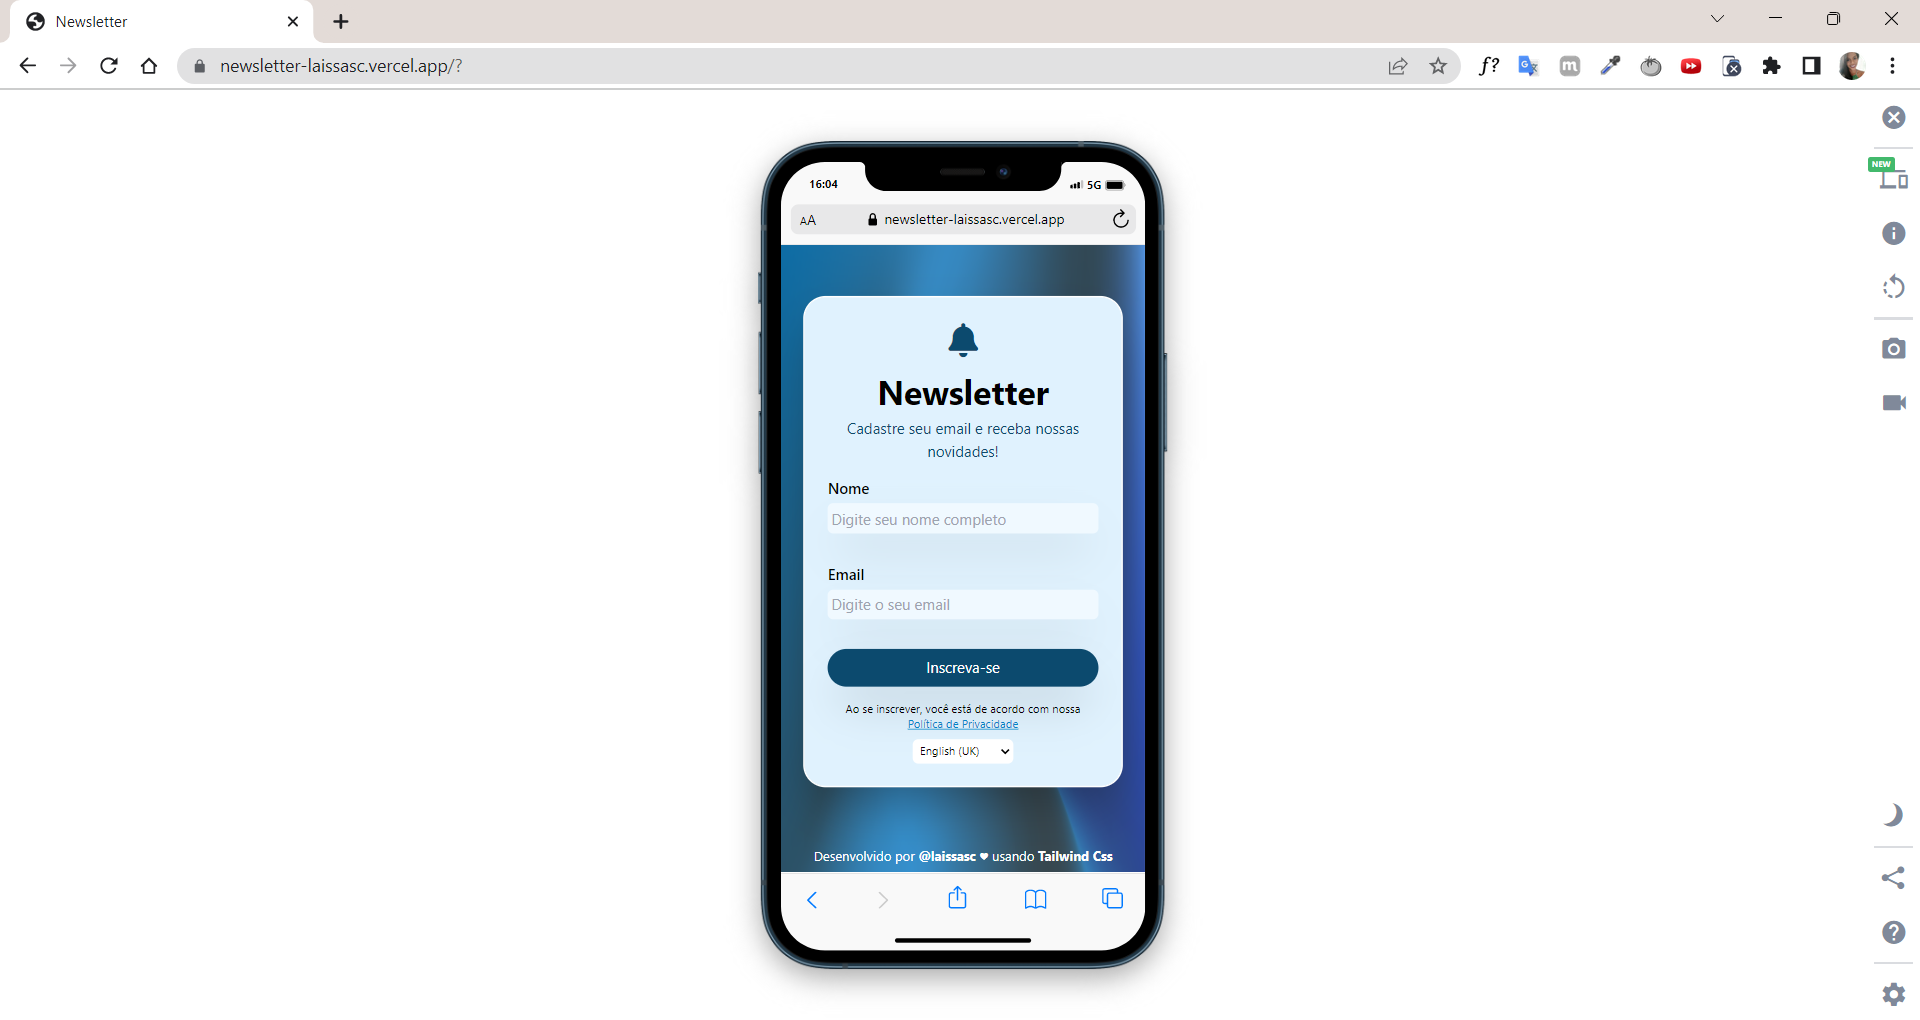 Newsletter
newsletter-laissasc.vercel.app/?
f?
m
NEW
16:04
5G
AA
newsletter-laissasc.vercel.app
Newsletter
Cadastre seu email e receba nossas
novidades!
Nome
Digite seu nome completo
Email
Digite o seu email
Inscreva-se
Ao se inscrever, você está de acordo com nossa
Política de Privacidade
English (UK)
Desenvolvido por @laissasc ♥ usando Tailwind Css